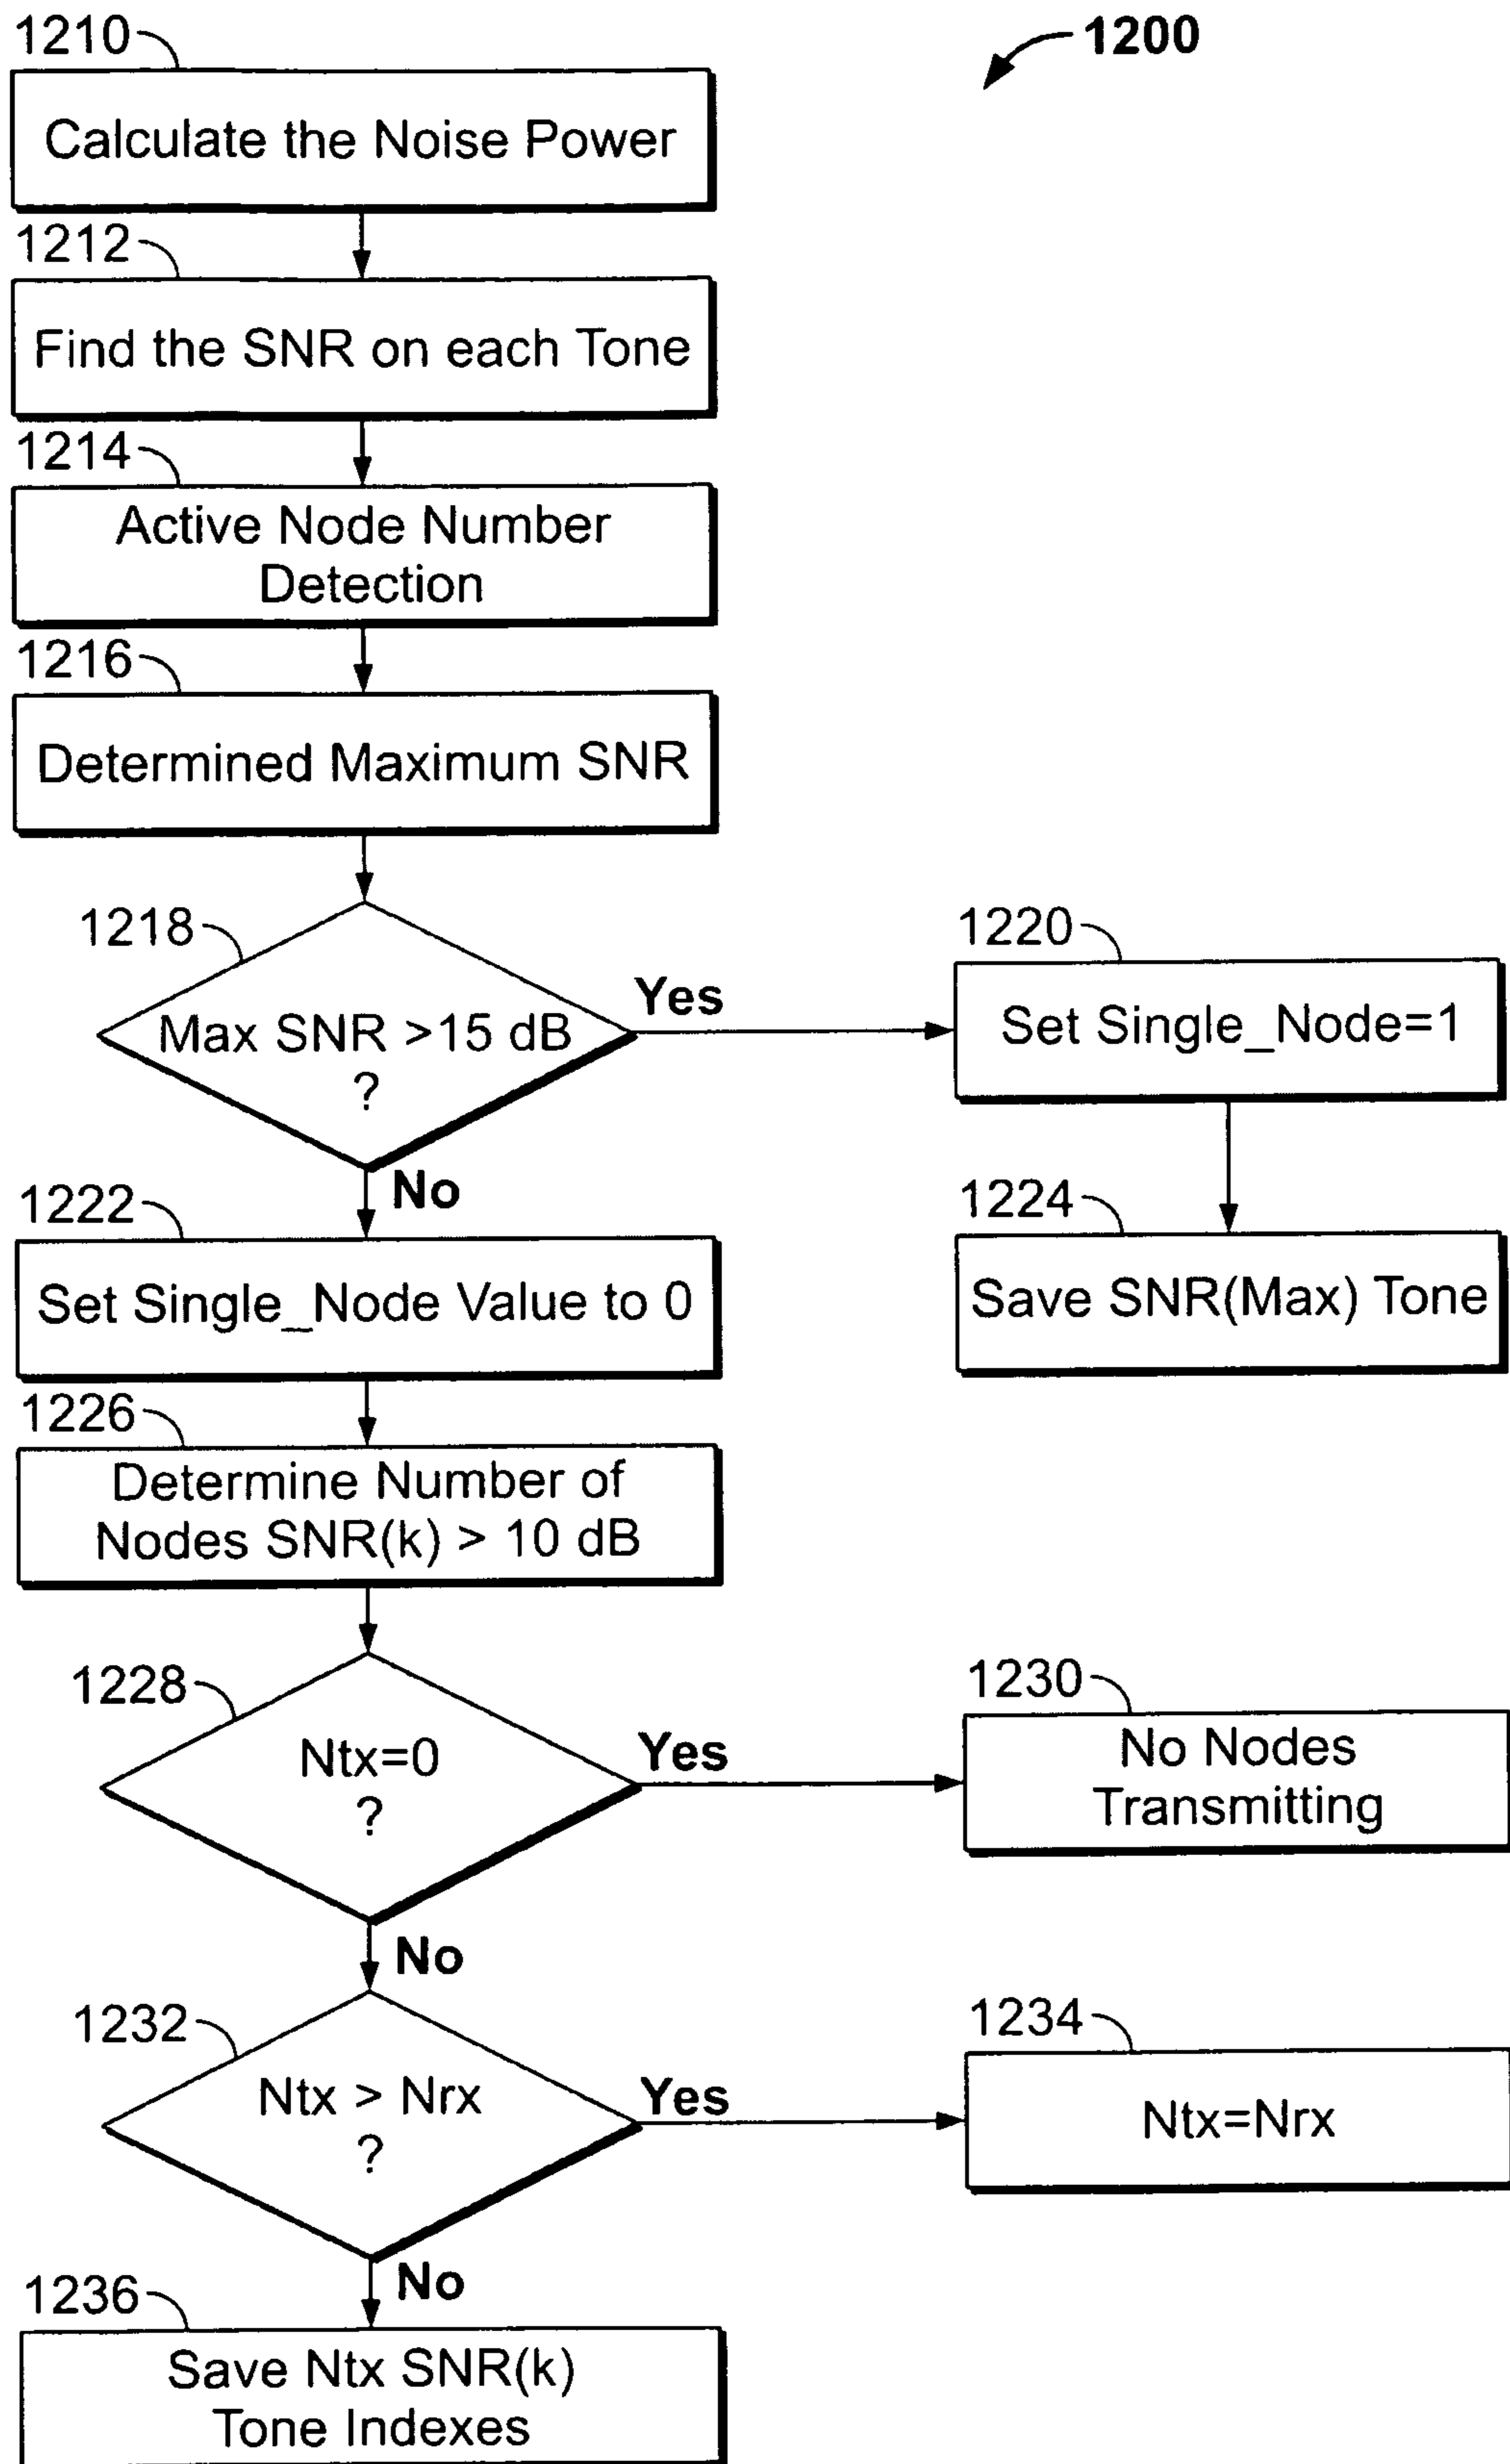 1210
1200
Calculate the Noise Power
1212
Find the SNR on each Tone
1214
Active Node Number
Detection
1216
Determined Maximum SNR
1218
Max SNR >15 dB
?
Yes
1220
Set Single_Node=1
No
1222
Set Single_Node Value to 0
1224
Save SNR(Max) Tone
1226
Determine Number of
Nodes SNR(k) > 10 dB
1228
Ntx=0
?
Yes
1230
No Nodes
Transmitting
No
1232
Ntx > Nrx
?
Yes
1234
Ntx=Nrx
No
1236
Save Ntx SNR(k)
Tone Indexes